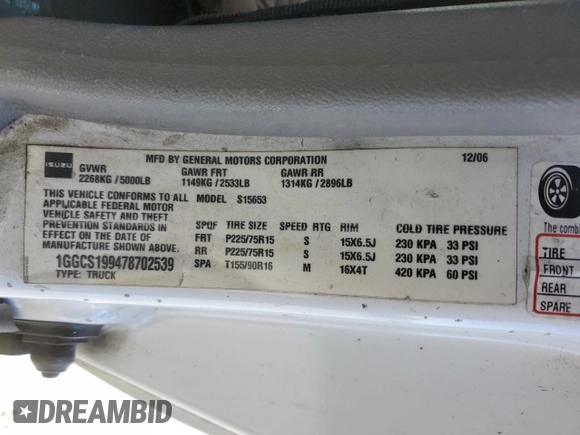 MFD BY GENERAL MOTORS CORPORATION 12/06
ISUZU GVWR GAWR FRT GAWR RR
2268KG / 5000LB 1149KG / 2533LB 1314KG / 2896LB
THIS VEHICLE CONFORMS TO ALL MODEL S15653
APPLICABLE FEDERAL MOTOR
VEHICLE SAFETY AND THEFT
PREVENTION STANDARDS SPQF TIRE SIZE SPEED RTG RIM COLD TIRE PRESSURE
IN EFFECT ON THE DATE OF FRT P225/75R15 S 15X6.5J 230 KPA 33 PSI
MANUFACTURE SHOWN ABOVE. RR P225/75R15 S 15X6.5J 230 KPA 33 PSI
1GGCS199478702539 SPA T155/90R16 M 16X4T 420 KPA 60 PSI
TYPE: TRUCK
The combi
TIRE
FRONT
REAR
SPARE
DREAMBID